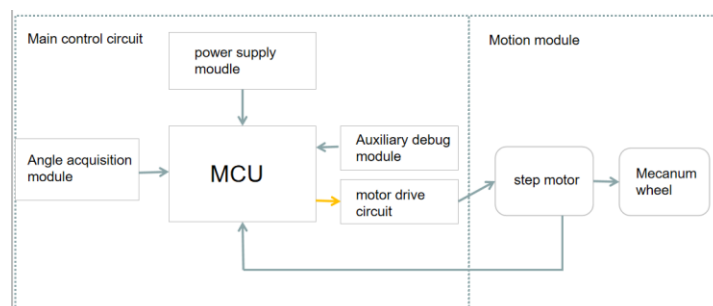 Main control circuit
Motion module
power supply
moudle
Angle acquisition
module
MCU
Auxiliary debug
module
motor drive
circuit
step motor
Mecanum
wheel